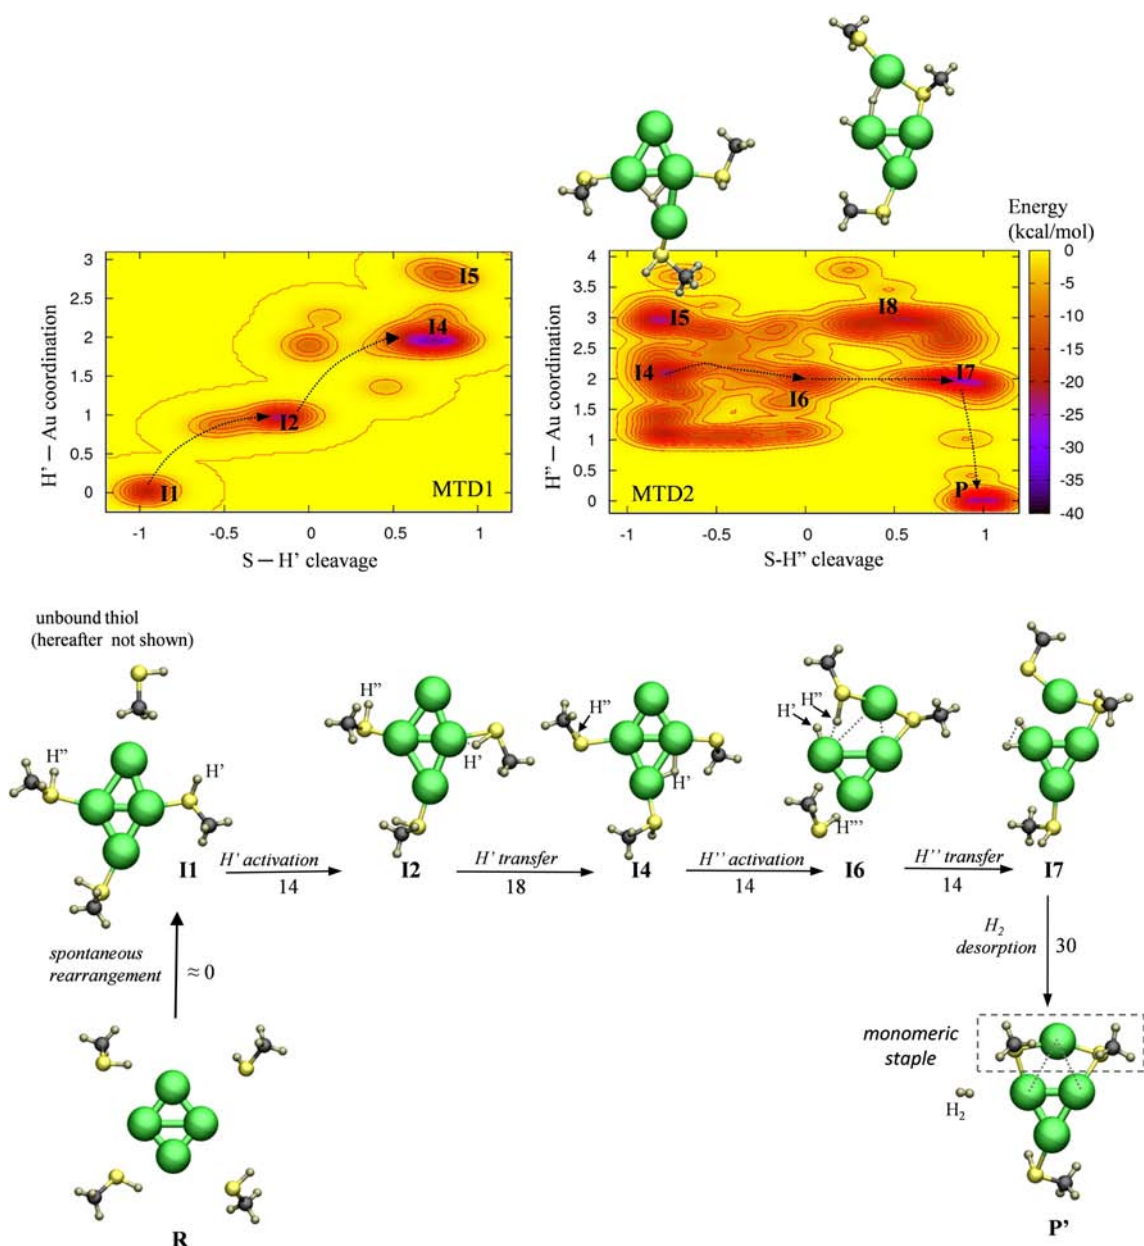 Energy
(kcal/mol)
3
2.5
2
1.5
1
0.5
0
H' — Au coordination
I5
I4
I2
I1
MTD1
-1
-0.5
0
0.5
1
S — H' cleavage
4
3.5
3
2.5
2
1.5
1
0.5
0
H'' — Au coordination
I5
I8
I4
I7
I6
P
MTD2
-1
-0.5
0
0.5
1
S-H'' cleavage
0
-5
-10
-15
-20
-25
-30
-35
-40
unbound thiol
(hereafter not shown)
H''
H'
I1
H' activation
14
H''
H'
I2
H' transfer
18
H''
H'
I4
H'' activation
14
H''
H'
H'''
I6
H'' transfer
14
I7
spontaneous
rearrangement
≈ 0
H2
desorption
30
monomeric
staple
H2
R
P'